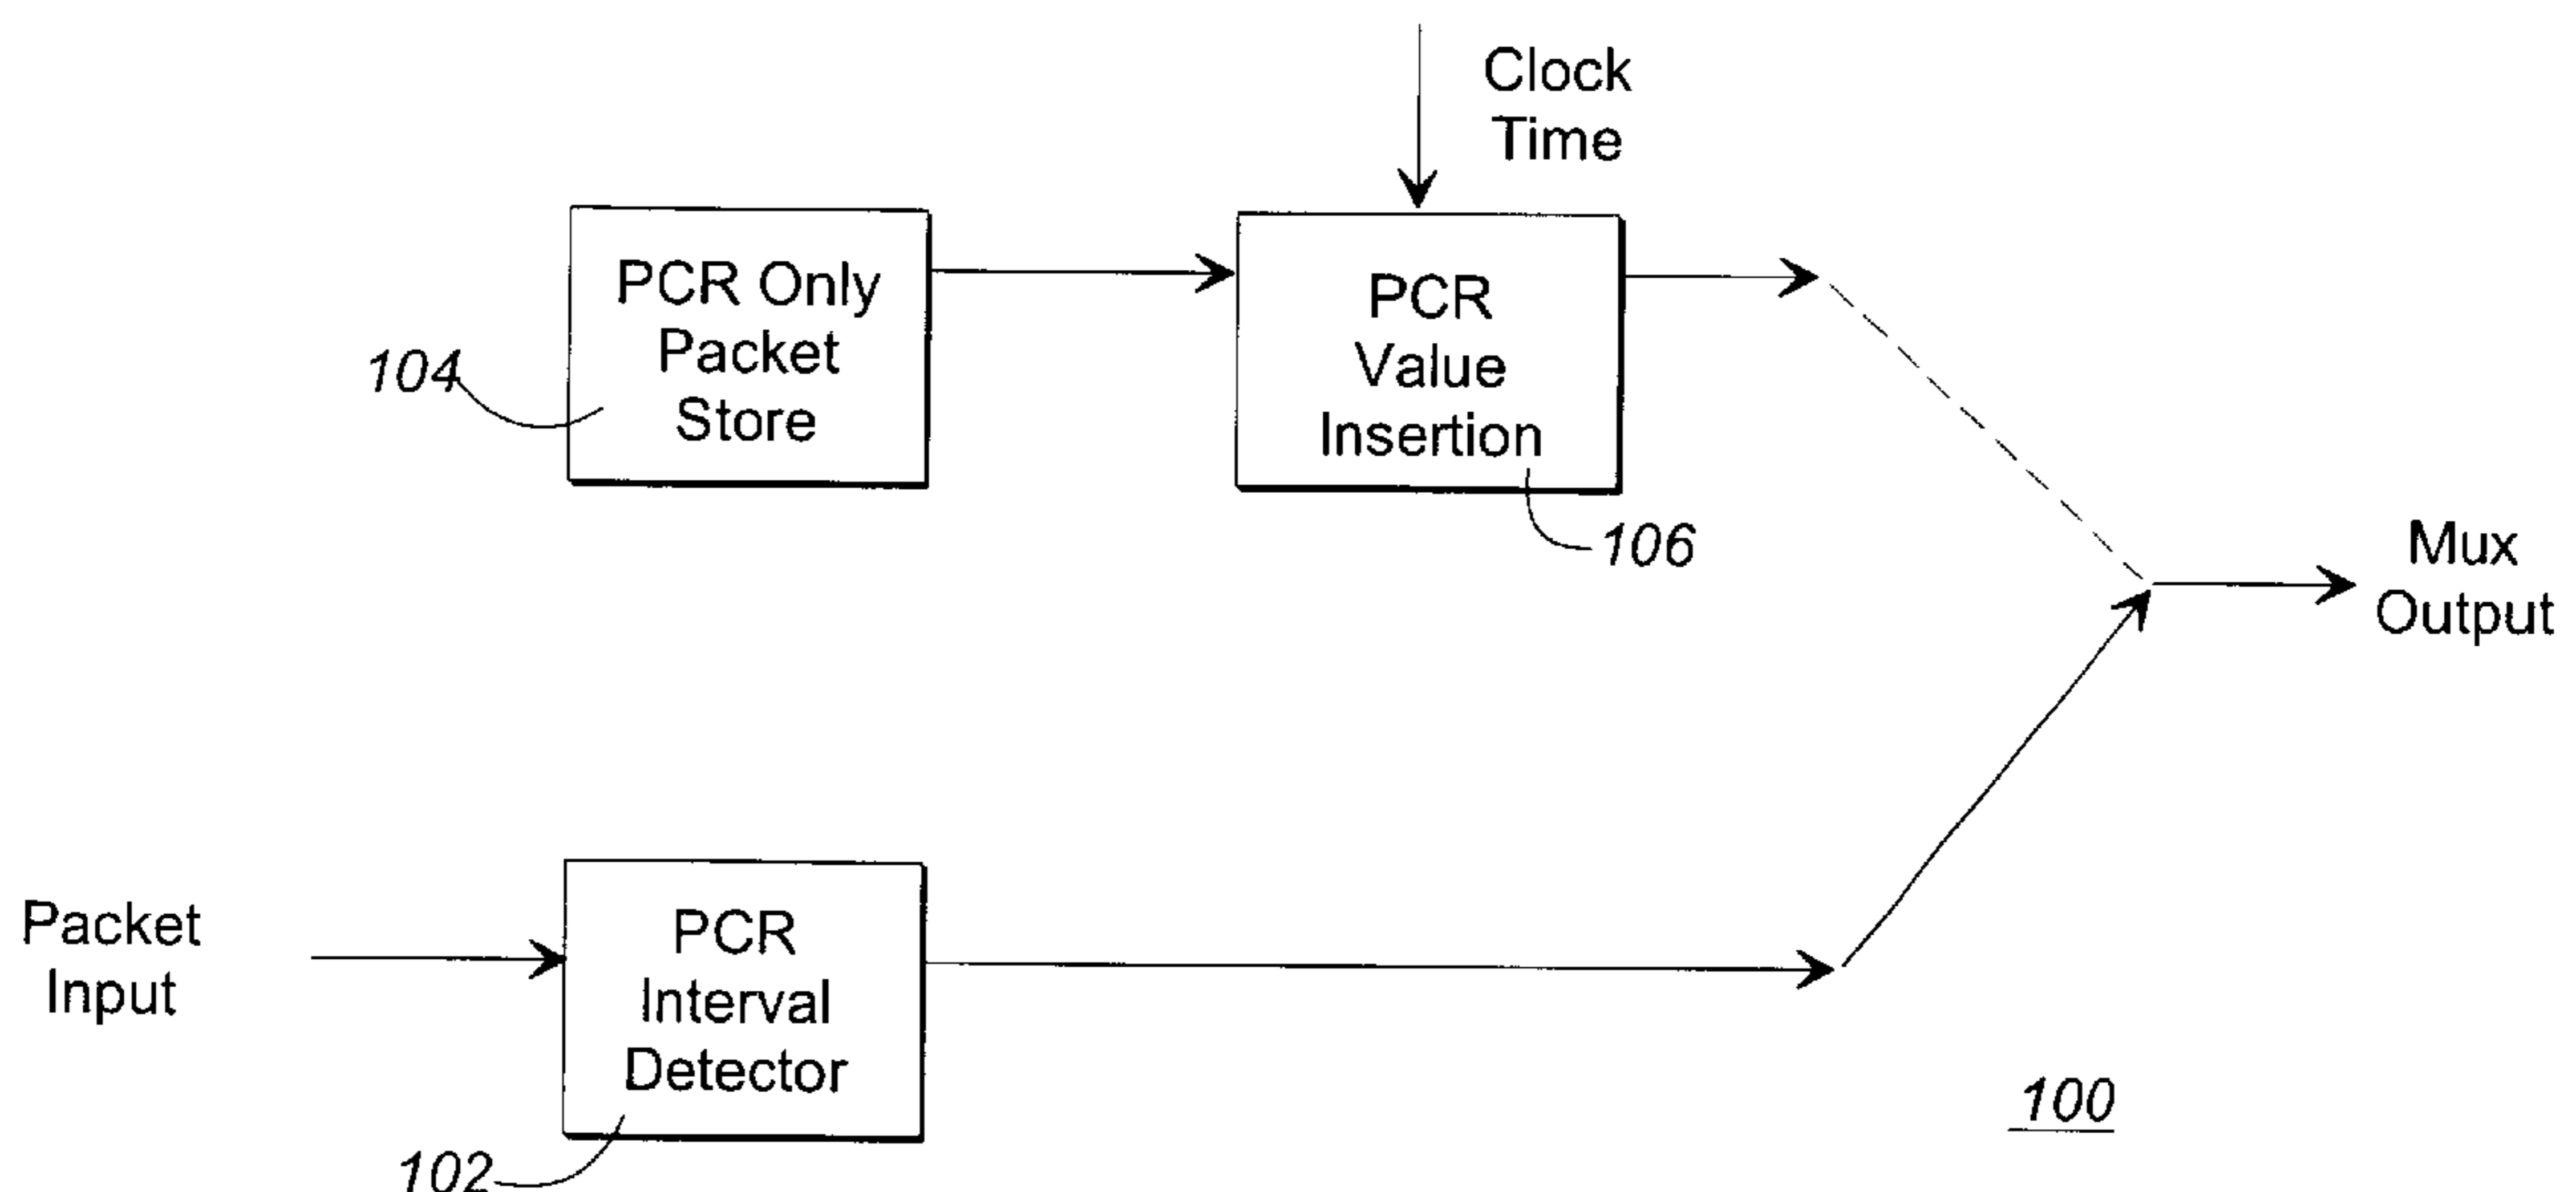 Clock
Time
PCR Only
Packet
Store
104
PCR
Value
Insertion
106
Mux
Output
Packet
Input
PCR
Interval
Detector
102
100